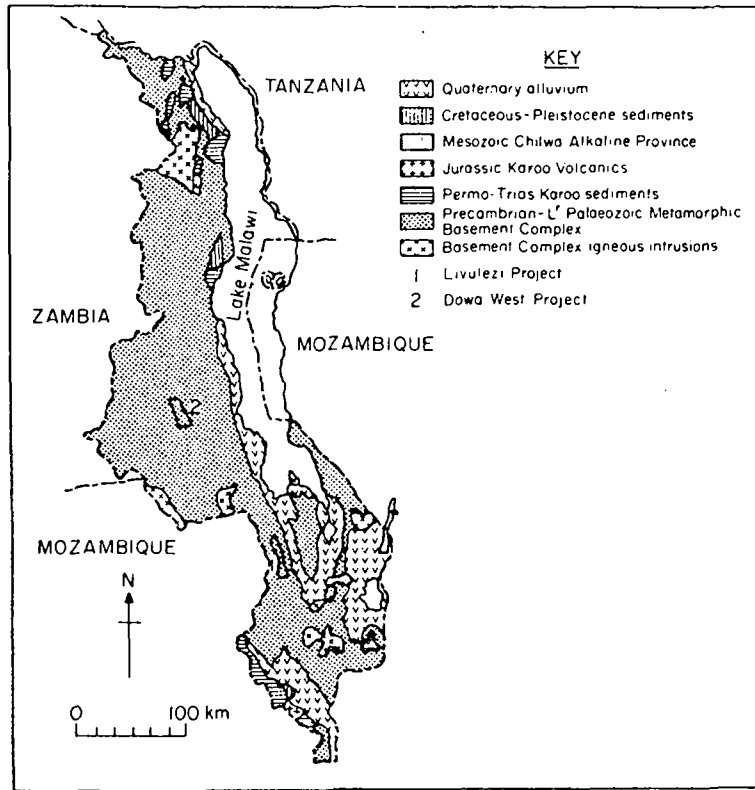 KEY
Quaternary alluvium
Cretaceous-Pleistocene sediments
Mesozoic Chilwa Alkaline Province
Jurassic Karoo Volcanics
Permo-Trias Karoo sediments
Precambrian-Lr Palaeozoic Metamorphic
Basement Complex
Basement Complex igneous intrusions
1 Livulezi Project
2 Dowa West Project
TANZANIA
Lake Malawi
ZAMBIA
MOZAMBIQUE
2
MOZAMBIQUE
N
0 100 km